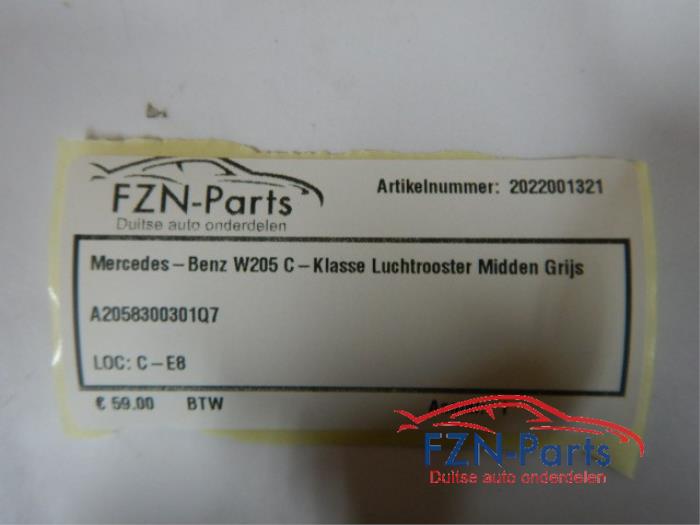 FZN-Parts
Duitse auto onderdelen
Artikelnummer: 2022001321
Mercedes-Benz W205 C-Klasse Luchtrooster Midden Grijs
A2058300301Q7
LOC: C-E8
€ 59.00 BTW
FZN-Parts
Duitse auto onderdelen